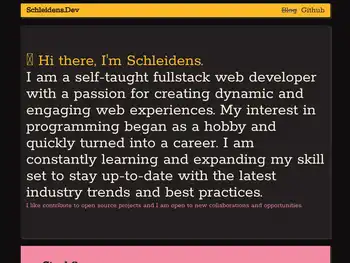 Schleidens.Dev
Blog Github
Hi there, I'm Schleidens.
I am a self-taught fullstack web developer
with a passion for creating dynamic and
engaging web experiences. My interest in
programming began as a hobby and
quickly turned into a career. I am
constantly learning and expanding my skill
set to stay up-to-date with the latest
industry trends and best practices.
I like contribute to open source projects and I am open to new collaborations and opportunities